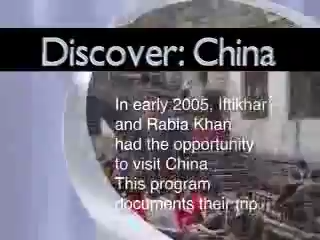 Discover: China
In early 2005, Iftikhar
and Rabia Khan
had the opportunity
to visit China
This program
documents their trip